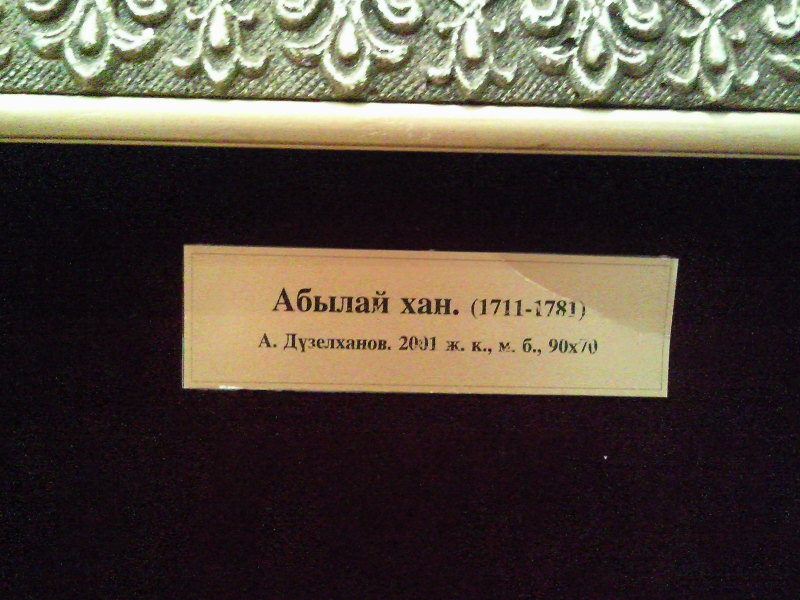 Абылай хан. (1711-1781)
А. Дүзелханов. 2001 ж. к., м. б., 90х70